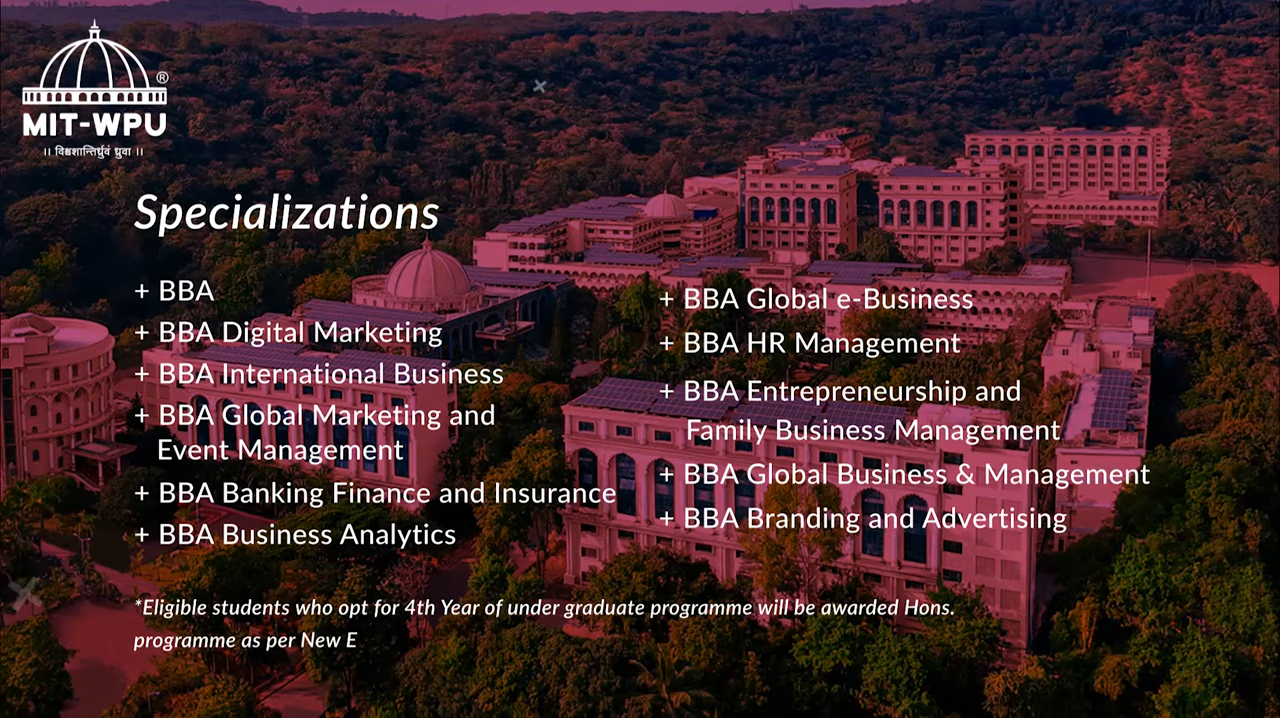 MIT-WPU
®
।। विश्वशान्तिर्ध्रुवं ध्रुवा ।।
Specializations
+ BBA
+ BBA Digital Marketing
+ BBA International Business
+ BBA Global Marketing and
Event Management
+ BBA Banking Finance and Insurance
+ BBA Business Analytics
+ BBA Global e-Business
+ BBA HR Management
+ BBA Entrepreneurship and
Family Business Management
+ BBA Global Business & Management
+ BBA Branding and Advertising
*Eligible students who opt for 4th Year of under graduate programme will be awarded Hons.
programme as per New E